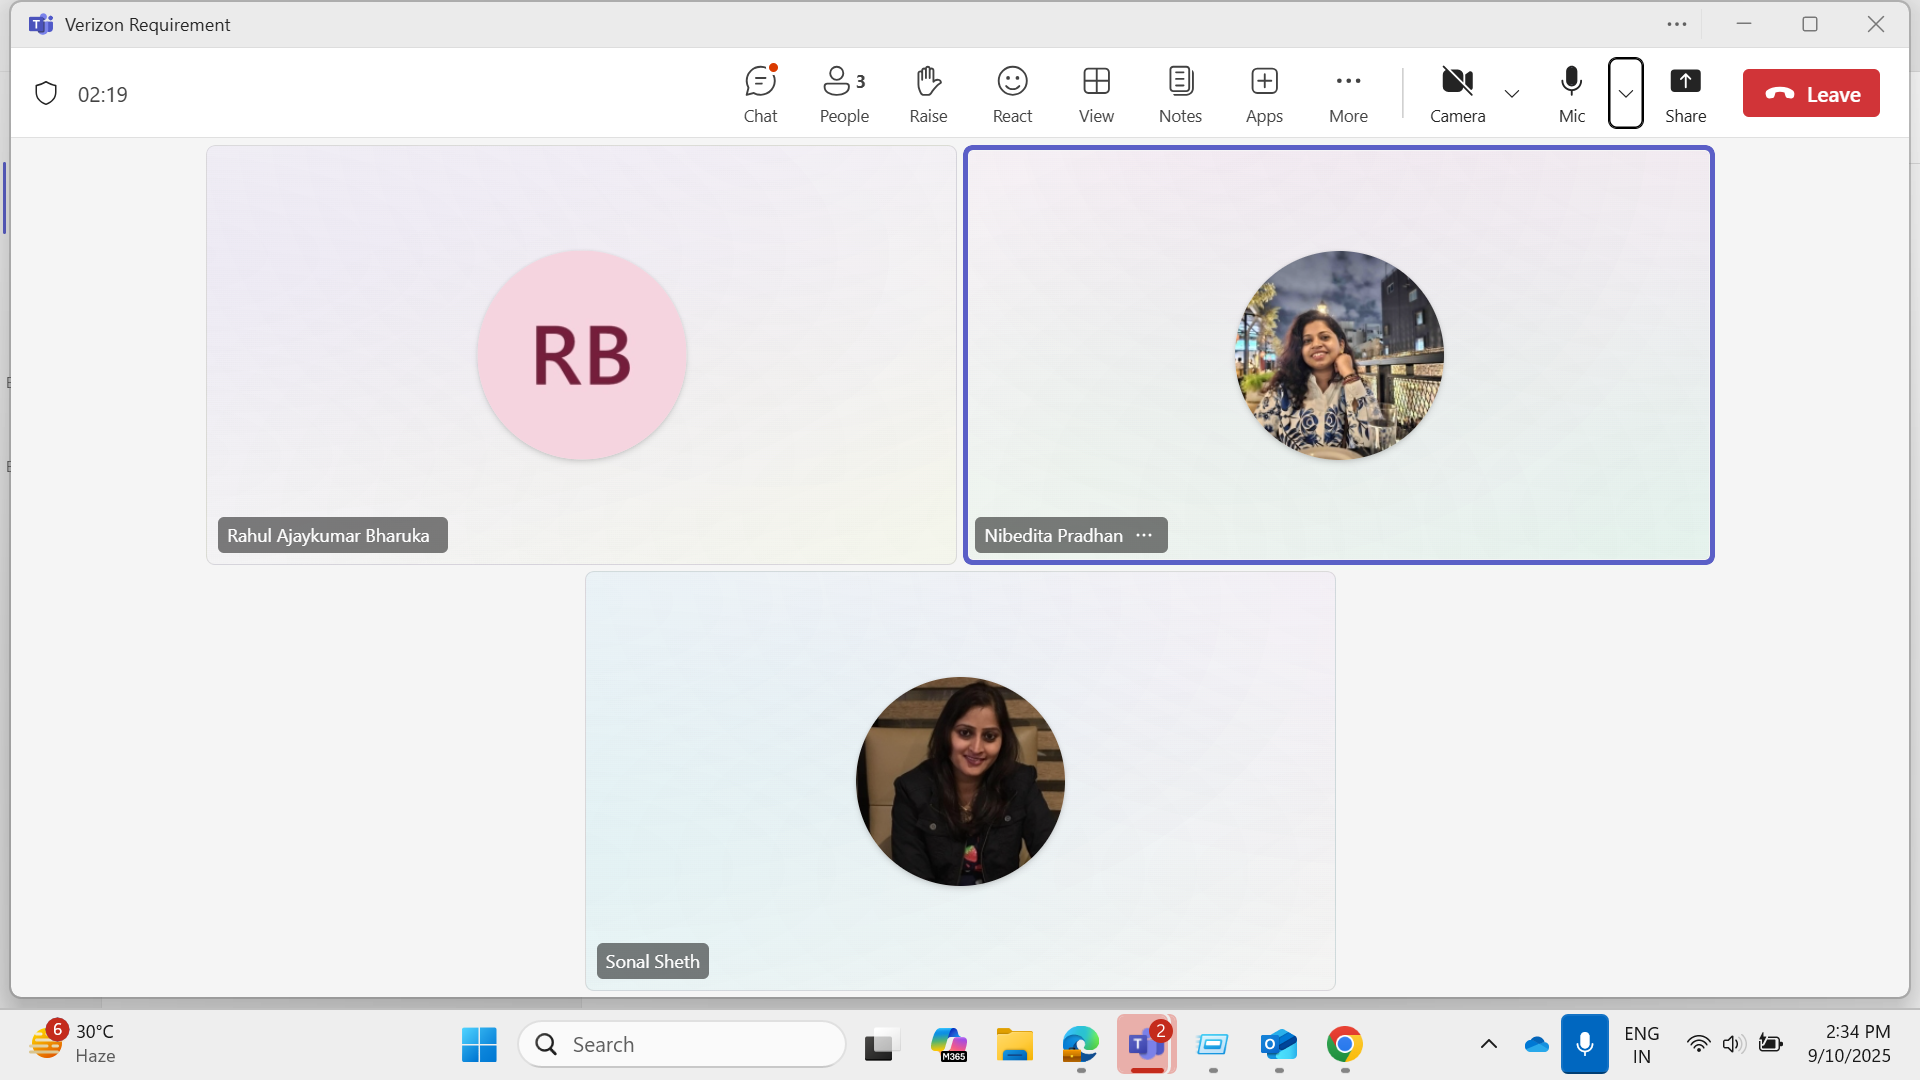 Verizon Requirement
02:19
Chat
People
3
Raise
React
View
Notes
Apps
More
Camera
Mic
Share
Leave
RB
Rahul Ajaykumar Bharuka
Nibedita Pradhan
Sonal Sheth
6
30°C
Haze
Search
M365
2
ENG
IN
2:34 PM
9/10/2025